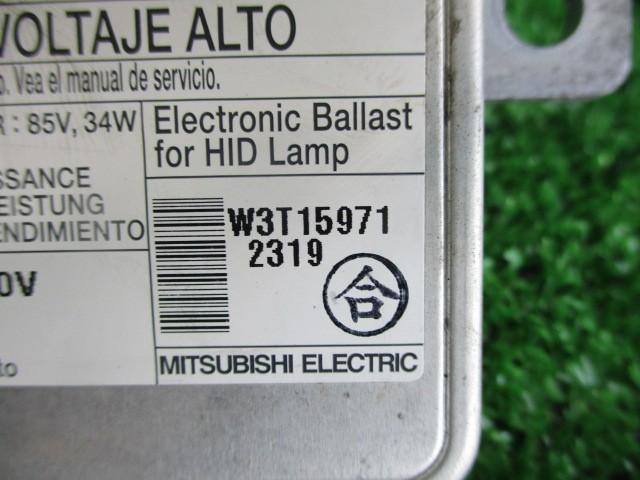 VOLTAJE ALTO
o. Vea el manual de servicio.
R : 85V, 34W
Electronic Ballast
for HID Lamp
SSANCE
EISTUNG
ENDIMIENTO
W3T15971
2319
0V
合
to
MITSUBISHI ELECTRIC